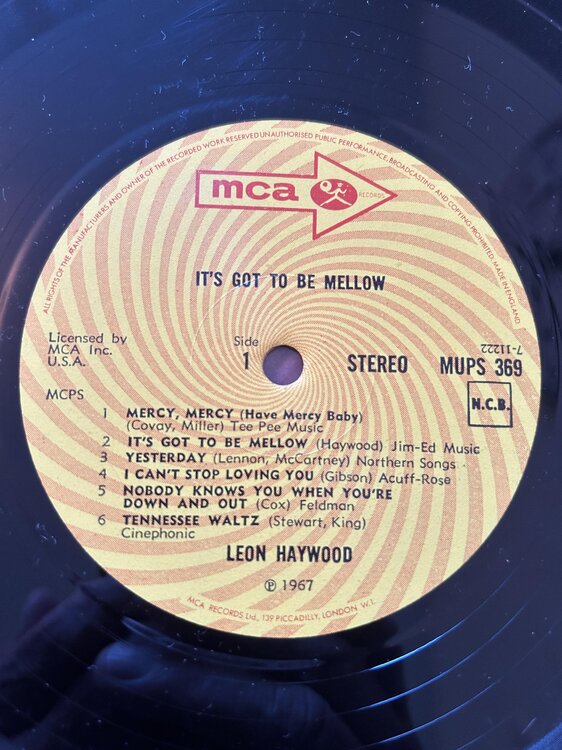 ALL RIGHTS OF THE MANUFACTURERS AND OWNER OF THE RECORDED WORK RESERVED UNAUTHORISED PUBLIC PERFORMANCE, BROADCASTING AND COPYING PROHIBITED. MADE IN ENGLAND
mca RECORDS
IT'S GOT TO BE MELLOW
Licensed by
MCA Inc.
U.S.A.
Side
1
STEREO
MUPS 369
7-11222
MCPS
N.C.B.
1 MERCY, MERCY (Have Mercy Baby)
(Covay, Miller) Tee Pee Music
2 IT'S GOT TO BE MELLOW (Haywood) Jim-Ed Music
3 YESTERDAY (Lennon, McCartney) Northern Songs
4 I CAN'T STOP LOVING YOU (Gibson) Acuff-Rose
5 NOBODY KNOWS YOU WHEN YOU'RE
DOWN AND OUT (Cox) Feldman
6 TENNESSEE WALTZ (Stewart, King)
Cinephonic
LEON HAYWOOD
℗ 1967
MCA RECORDS Ltd., 139 PICCADILLY, LONDON W.1.